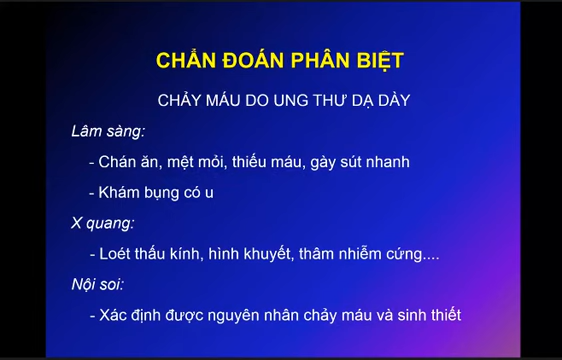 CHẨN ĐOÁN PHÂN BIỆT
CHẢY MÁU DO UNG THƯ DẠ DÀY
Lâm sàng:
- Chán ăn, mệt mỏi, thiếu máu, gày sút nhanh
- Khám bụng có u
X quang:
- Loét thấu kính, hình khuyết, thâm nhiễm cứng....
Nội soi:
- Xác định được nguyên nhân chảy máu và sinh thiết